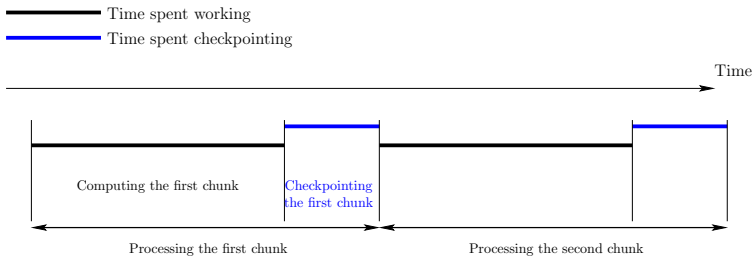 Time spent working
Time spent checkpointing
Time
Computing the first chunk
Checkpointing
the first chunk
Processing the first chunk
Processing the second chunk